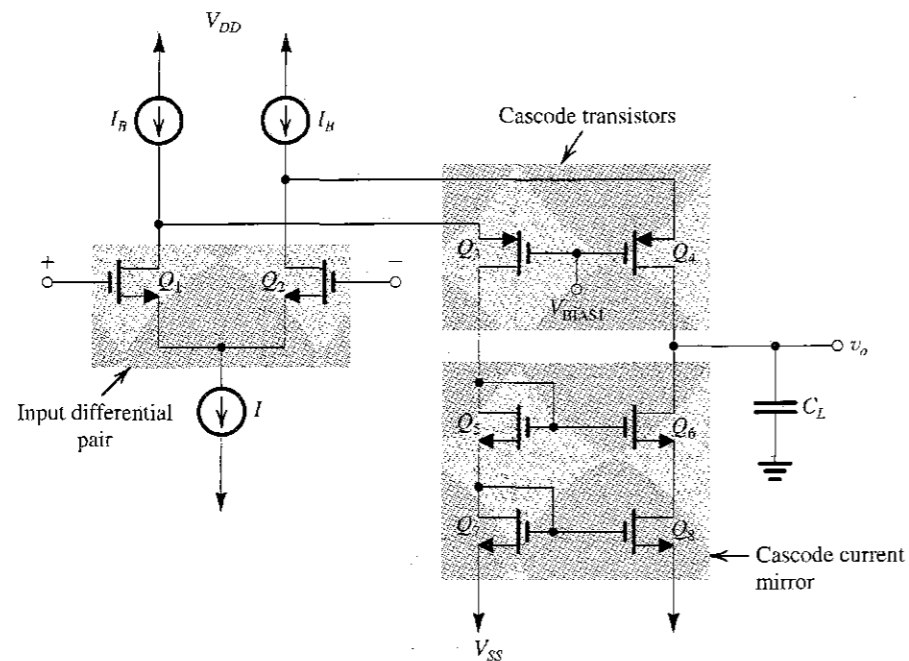 V_DD
I_B
I_B
Cascode transistors
+
Q_1
Q_2
−
Q_3
Q_4
V_BIAS1
v_o
Input differential
pair
I
Q_5
Q_6
C_L
Q_7
Q_8
Cascode current
mirror
V_SS